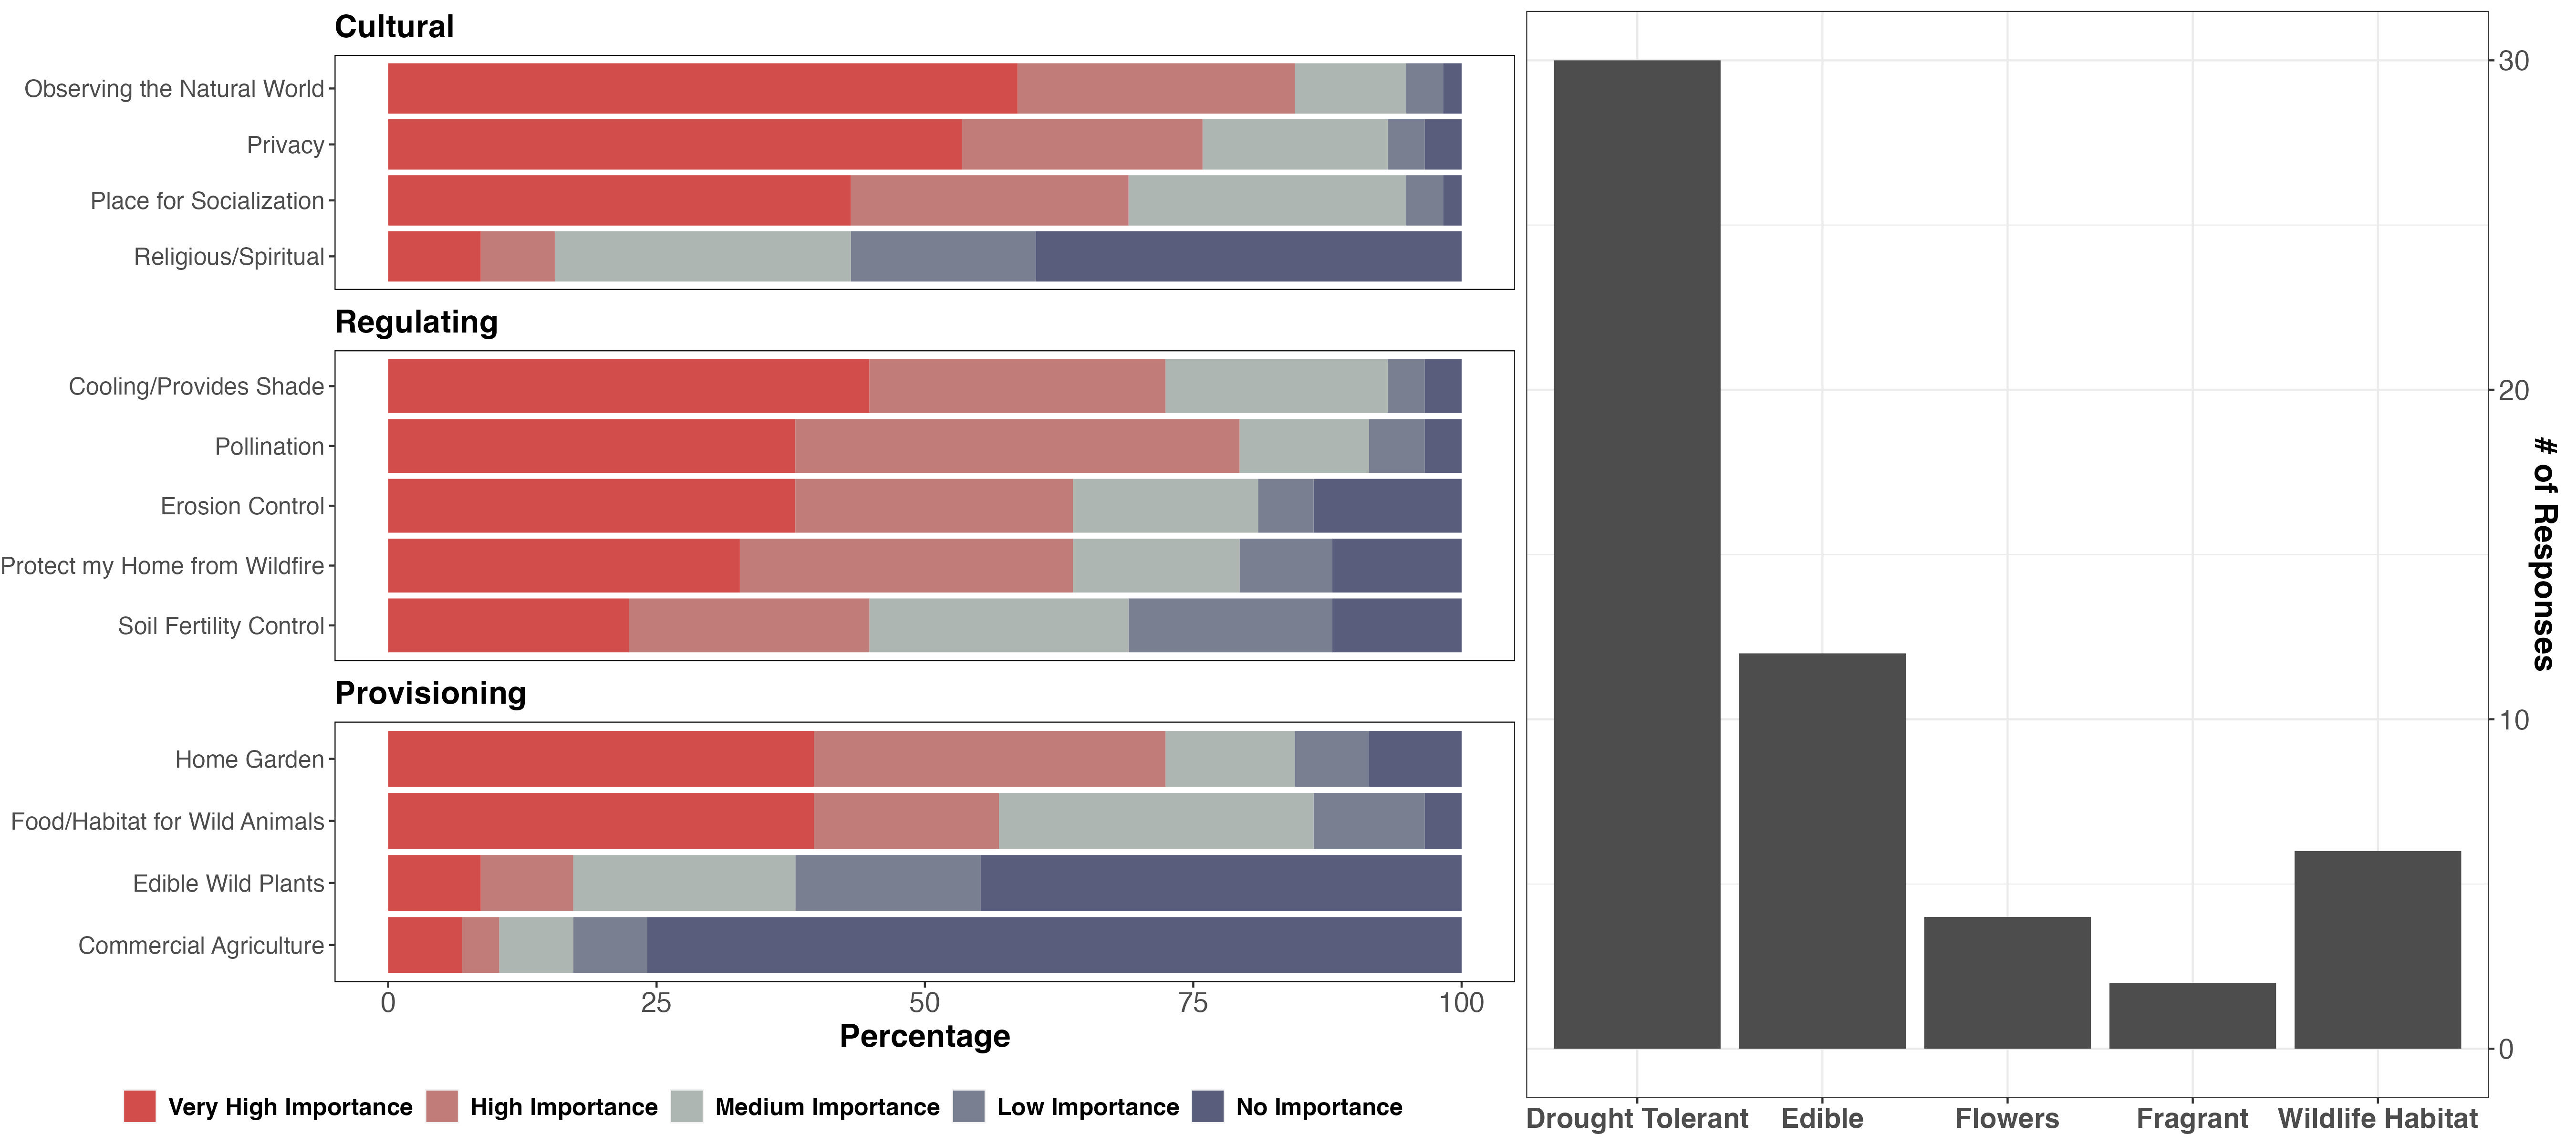 Cultural
Observing the Natural World
Privacy
Place for Socialization
Religious/Spiritual
Regulating
Cooling/Provides Shade
Pollination
Erosion Control
Protect my Home from Wildfire
Soil Fertility Control
Provisioning
Home Garden
Food/Habitat for Wild Animals
Edible Wild Plants
Commercial Agriculture
0 25 50 75 100
Percentage
Very High Importance High Importance Medium Importance Low Importance No Importance
30
20
10
0
# of Responses
Drought Tolerant Edible Flowers Fragrant Wildlife Habitat